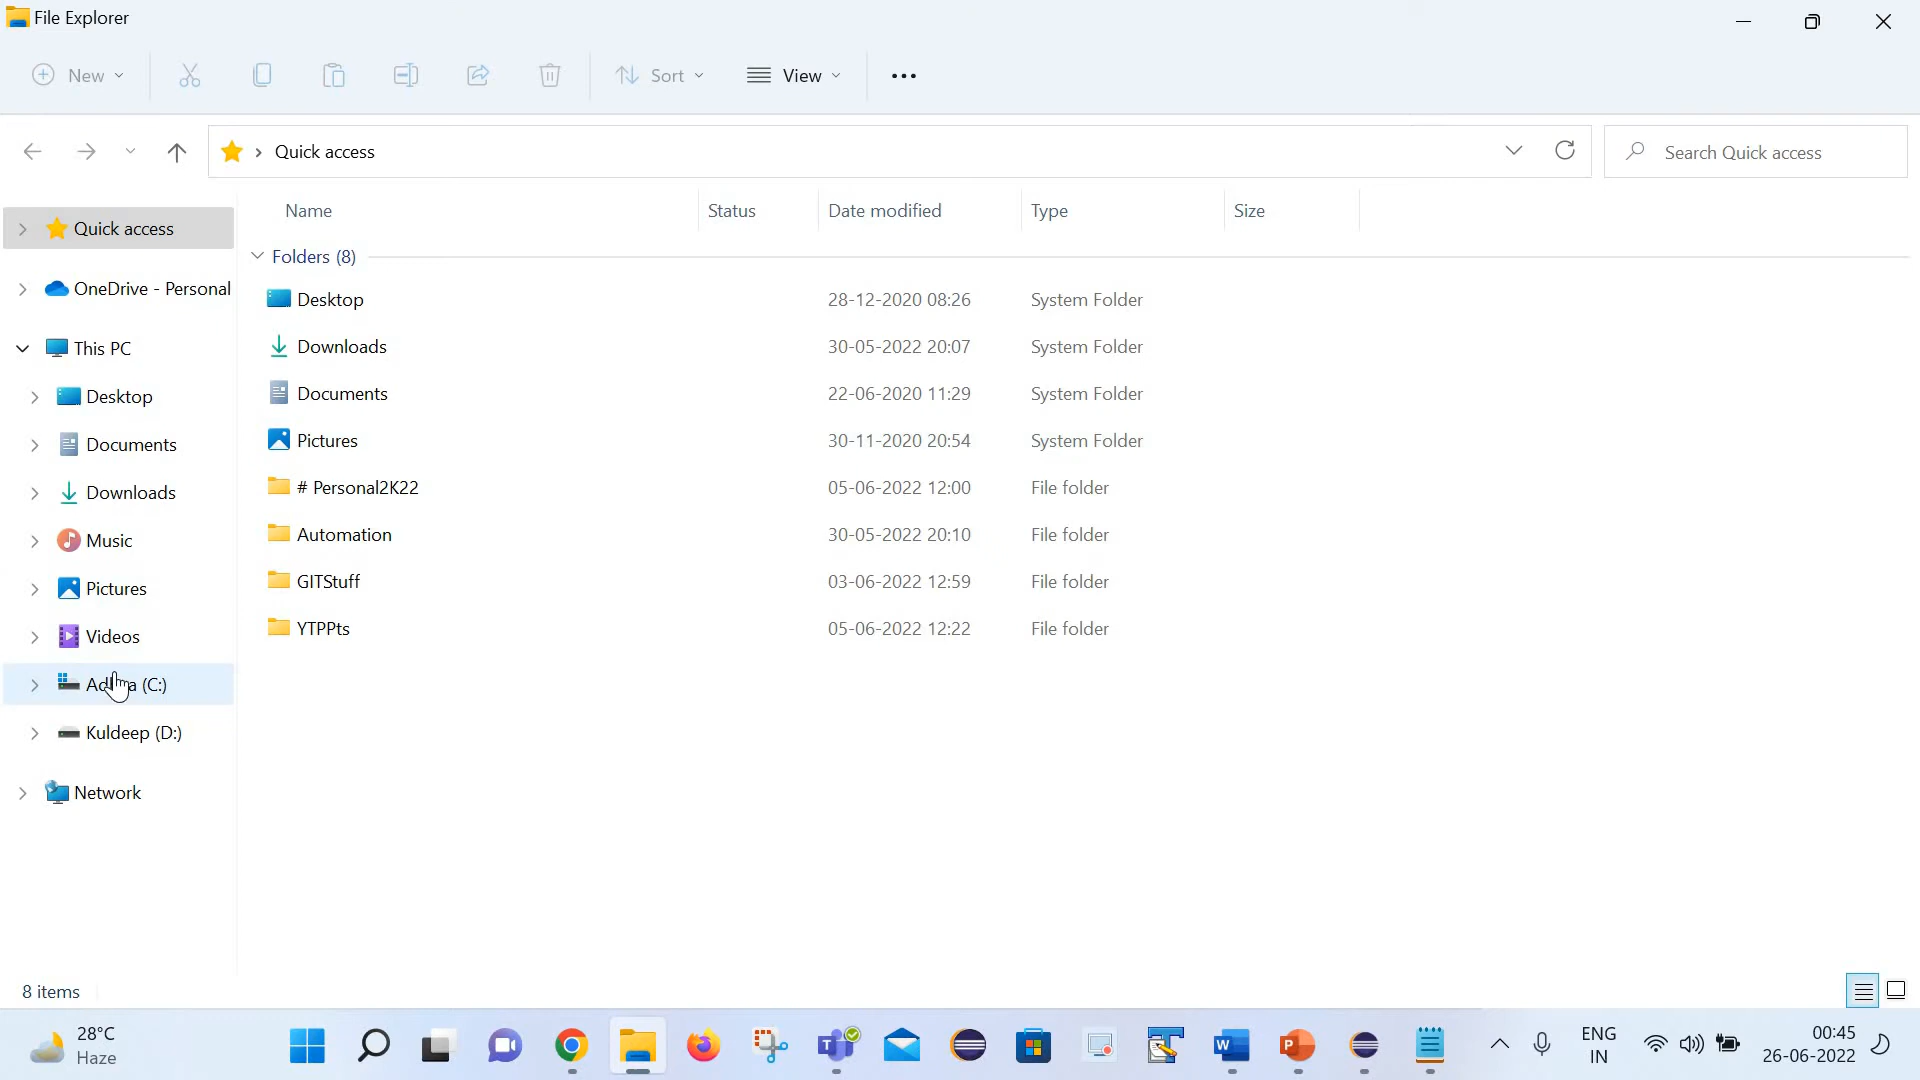 File Explorer
New
Sort
View
Quick access
Search Quick access
Name Status Date modified Type Size
Quick access
OneDrive - Personal
This PC
Desktop
Documents
Downloads
Music
Pictures
Videos
(C:)
Kuldeep (D:)
Network
Folders (8)
Desktop 28-12-2020 08:26 System Folder
Downloads 30-05-2022 20:07 System Folder
Documents 22-06-2020 11:29 System Folder
Pictures 30-11-2020 20:54 System Folder
# Personal2K22 05-06-2022 12:00 File folder
Automation 30-05-2022 20:10 File folder
GITStuff 03-06-2022 12:59 File folder
YTPPts 05-06-2022 12:22 File folder
8 items
28°C
Haze
ENG
IN
00:45
26-06-2022